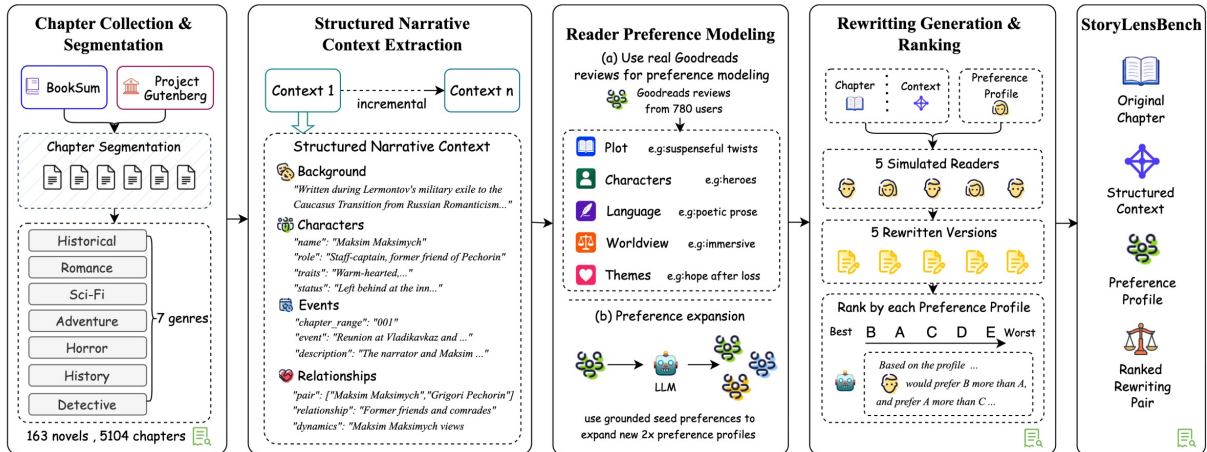 Chapter Collection &
Segmentation
BookSum
Project
Gutenberg
Chapter Segmentation
Historical
Romance
Sci-Fi
Adventure
Horror
History
Detective
7 genres
163 novels , 5104 chapters
Structured Narrative
Context Extraction
Context 1
incremental
Context n
Structured Narrative Context
Background
"Written during Lermontov's military exile to the
Caucasus Transition from Russian Romanticism..."
Characters
"name": "Maksim Maksimych"
"role": "Staff-captain, former friend of Pechorin"
"traits": "Warm-hearted,..."
"status": "Left behind at the inn..."
Events
"chapter_range": "001"
"event": "Reunion at Vladikavkaz and ..."
"description": "The narrator and Maksim ..."
Relationships
"pair": ["Maksim Maksimych","Grigori Pechorin"]
"relationship": "Former friends and comrades"
"dynamics": "Maksim Maksimych views
Reader Preference Modeling
(a) Use real Goodreads
reviews for preference modeling
Goodreads reviews
from 780 users
Plot e.g:suspenseful twists
Characters e.g:heroes
Language e.g:poetic prose
Worldview e.g:immersive
Themes e.g:hope after loss
(b) Preference expansion
LLM
use grounded seed preferences to
expand new 2x preference profiles
Rewritting Generation &
Ranking
Chapter
Context
Preference
Profile
5 Simulated Readers
5 Rewritten Versions
Rank by each Preference Profile
Best B A C D E Worst
Based on the profile ...
would prefer B more than A,
and prefer A more than C ...
StoryLensBench
Original
Chapter
Structured
Context
Preference
Profile
Ranked
Rewriting
Pair